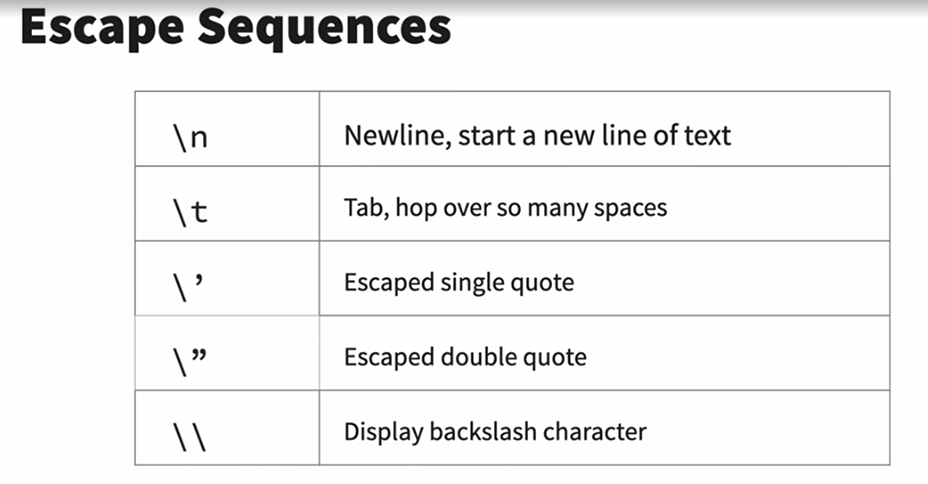 Escape Sequences
\n Newline, start a new line of text
\t Tab, hop over so many spaces
\’ Escaped single quote
\” Escaped double quote
\\ Display backslash character